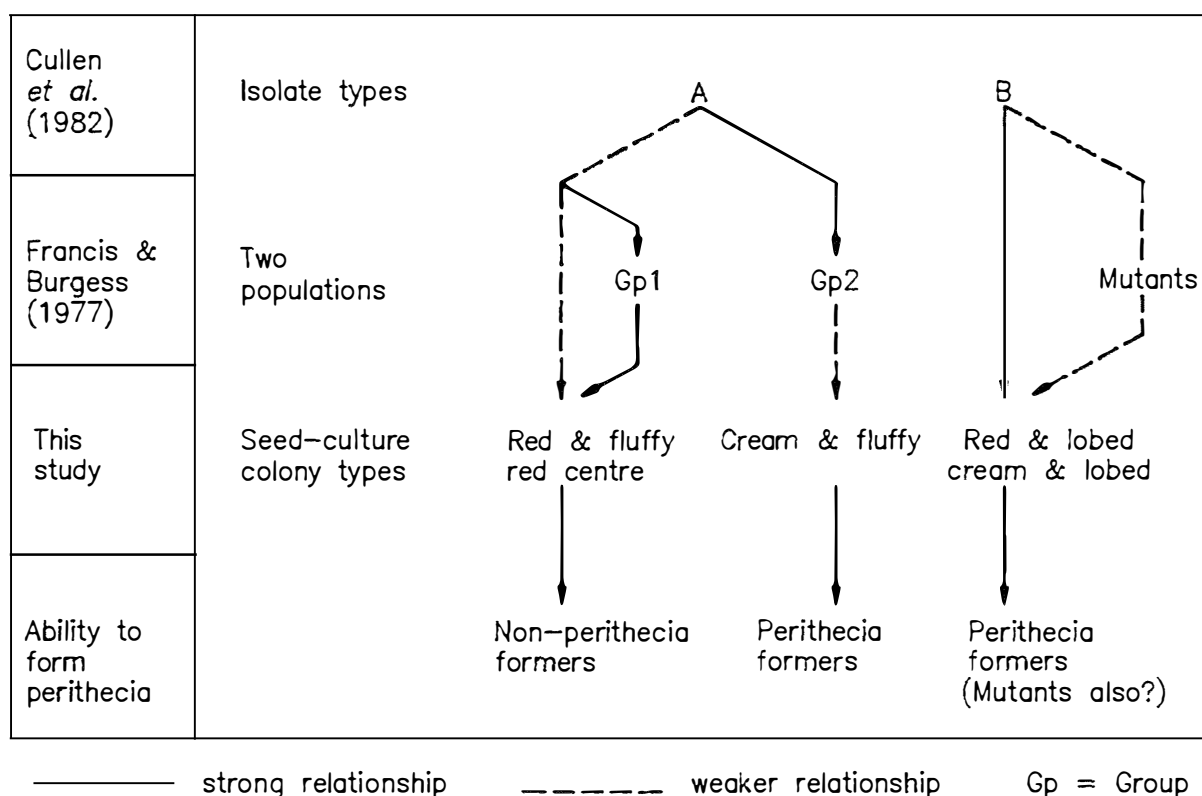 Cullen
et al.
(1982)
Isolate types
A
B
Francis &
Burgess
(1977)
Two
populations
Gp1
Gp2
Mutants
This
study
Seed-culture
colony types
Red & fluffy
red centre
Cream & fluffy
Red & lobed
cream & lobed
Ability to
form
perithecia
Non-perithecia
formers
Perithecia
formers
Perithecia
formers
(Mutants also?)
strong relationship
weaker relationship
Gp = Group